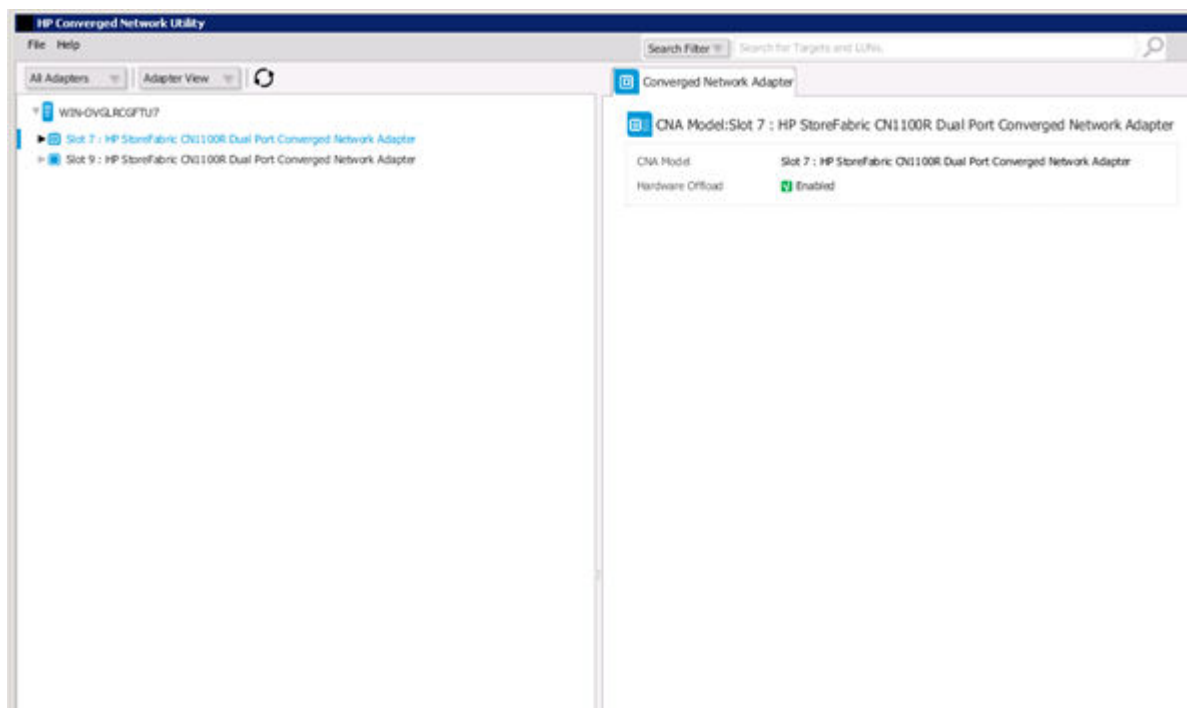 HP Converged Network Utility
File Help
Search Filter Search for Targets and LUNs.
All Adapters Adapter View
Converged Network Adapter
WIN-OVGLRCGFTU7
Slot 7 : HP StoreFabric CN1100R Dual Port Converged Network Adapter
Slot 9 : HP StoreFabric CN1100R Dual Port Converged Network Adapter
CNA Model:Slot 7 : HP StoreFabric CN1100R Dual Port Converged Network Adapter
CNA Model Slot 7 : HP StoreFabric CN1100R Dual Port Converged Network Adapter
Hardware Offload Enabled